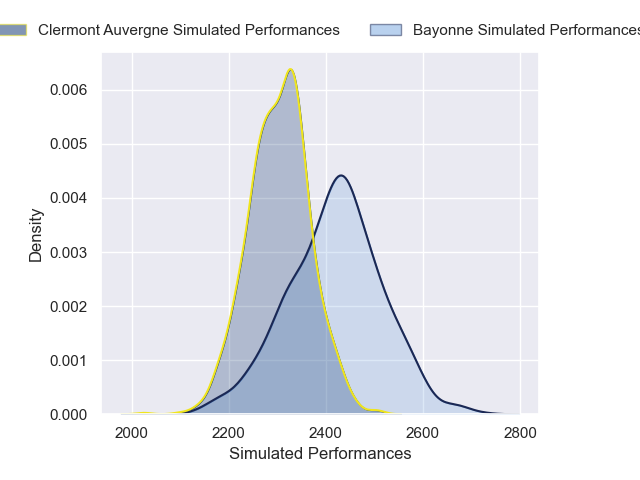 Clermont Auvergne Simulated Performances
Bayonne Simulated Performances
0.006
0.005
0.004
0.003
0.002
0.001
0.000
Density
2000 2200 2400 2600 2800
Simulated Performances